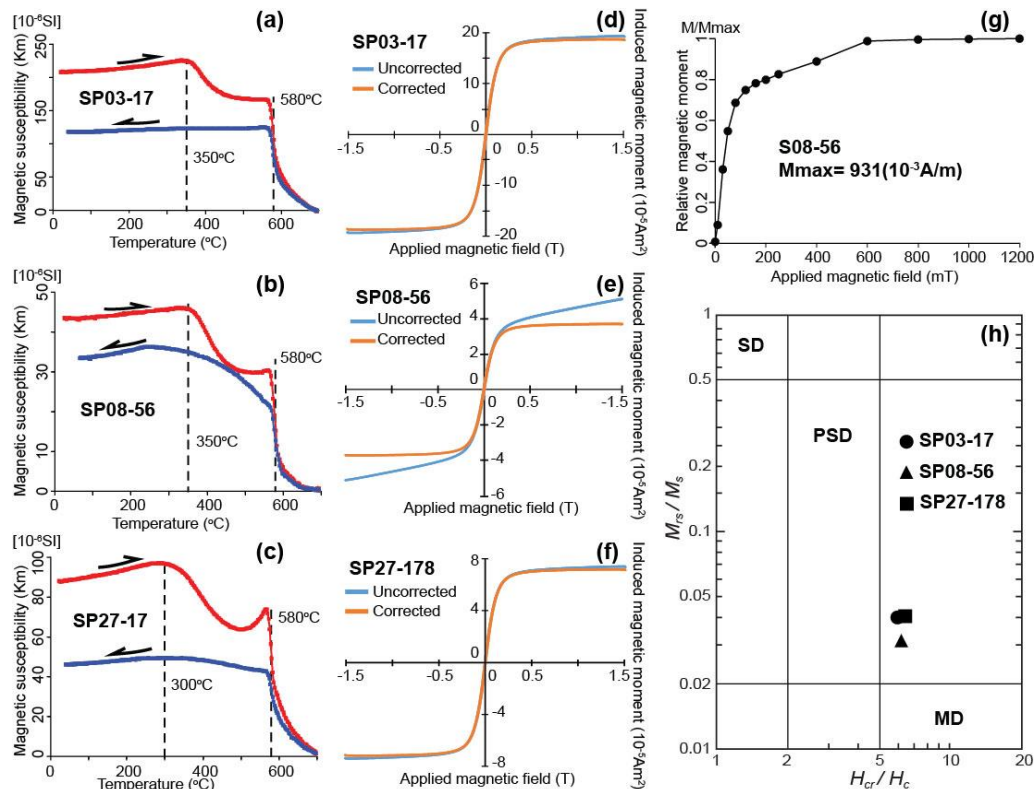 [10⁻⁶SI]
(a)
Magnetic susceptibility (Km)
250
150
50
0
SP03-17
350ºC
580ºC
0
200
400
600
Temperature (ºC)
[10⁻⁶SI]
(b)
Magnetic susceptibility (Km)
50
30
10
0
SP08-56
350ºC
580ºC
0
200
400
600
Temperature (ºC)
[10⁻⁶SI]
(c)
Magnetic susceptibility (Km)
100
80
60
40
20
0
SP27-17
300ºC
580ºC
0
200
400
600
Temperature (ºC)
(d)
SP03-17
Uncorrected
Corrected
20
10
0
-10
-20
-1.5
-0.5
0
0.5
1.5
Applied magnetic field (T)
Induced magnetic moment (10⁻⁵Am²)
(e)
SP08-56
Uncorrected
Corrected
6
4
2
0
-2
-4
-6
-1.5
-0.5
0
0.5
1.5
Applied magnetic field (T)
Induced magnetic moment (10⁻⁵Am²)
(f)
SP27-178
Uncorrected
Corrected
8
4
0
-4
-8
-1.5
-0.5
0
0.5
1.5
Applied magnetic field (T)
Induced magnetic moment (10⁻⁵Am²)
(g)
M/Mmax
Relative magnetic moment
1
0.8
0.6
0.4
0.2
0
S08-56
Mmax= 931(10⁻³A/m)
0
200
400
600
800
1000
1200
Applied magnetic field (mT)
(h)
Mrs / Ms
1
0.5
0.2
0.1
0.05
0.02
0.01
SD
PSD
MD
SP03-17
SP08-56
SP27-178
1
2
5
10
20
Hcr / Hc